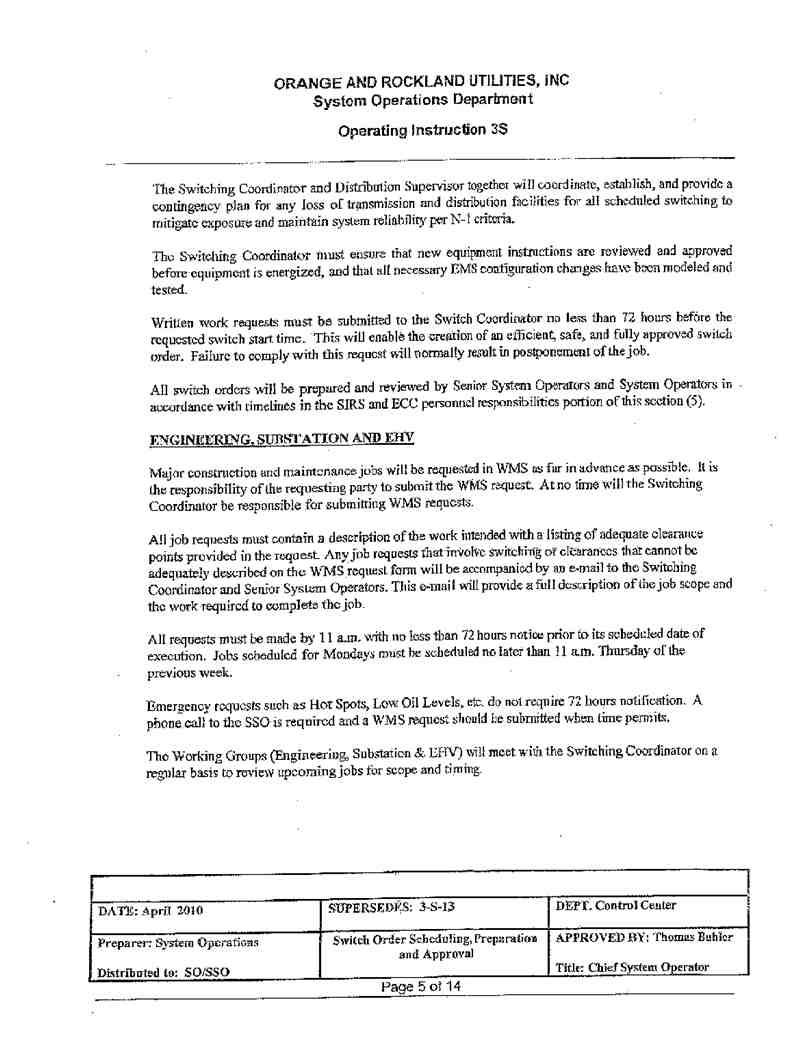 ORANGE AND ROCKLAND UTILITIES, INC
System Operations Department
Operating Instruction 3S
The Switching Coordinator and Distribution Supervisor together will coordinate, establish, and provide a
contingency plan for any loss of transmission and distribution facilities for all scheduled switching to
mitigate exposure and maintain system reliability per N-1 criteria.
The Switching Coordinator must ensure that new equipment instructions are reviewed and approved
before equipment is energized, and that all necessary EMS configuration changes have been modeled and
tested.
Written work requests must be submitted to the Switch Coordinator no less than 72 hours before the
requested switch start time. This will enable the creation of an efficient, safe, and fully approved switch
order. Failure to comply with this request will normally result in postponement of the job.
All switch orders will be prepared and reviewed by Senior System Operators and System Operators in
accordance with timelines in the SIRS and ECC personnel responsibilities portion of this section (5).
ENGINEERING, SUBSTATION AND EHV
Major construction and maintenance jobs will be requested in WMS as far in advance as possible. It is
the responsibility of the requesting party to submit the WMS request. At no time will the Switching
Coordinator be responsible for submitting WMS requests.
All job requests must contain a description of the work intended with a listing of adequate clearance
points provided in the request. Any job requests that involve switching or clearances that cannot be
adequately described on the WMS request form will be accompanied by an e-mail to the Switching
Coordinator and Senior System Operators. This e-mail will provide a full description of the job scope and
the work required to complete the job.
All requests must be made by 11 a.m. with no less than 72 hours notice prior to its scheduled date of
execution. Jobs scheduled for Mondays must be scheduled no later than 11 a.m. Thursday of the
previous week.
Emergency requests such as Hot Spots, Low Oil Levels, etc. do not require 72 hours notification. A
phone call to the SSO is required and a WMS request should be submitted when time permits.
The Working Groups (Engineering, Substation & EHV) will meet with the Switching Coordinator on a
regular basis to review upcoming jobs for scope and timing.
DATE: April 2010
SUPERSEDES: 3-S-13
DEPT. Control Center
Preparer: System Operations
Distributed to: SO/SSO
Switch Order Scheduling, Preparation
and Approval
APPROVED BY: Thomas Buhler
Title: Chief System Operator
Page 5 of 14